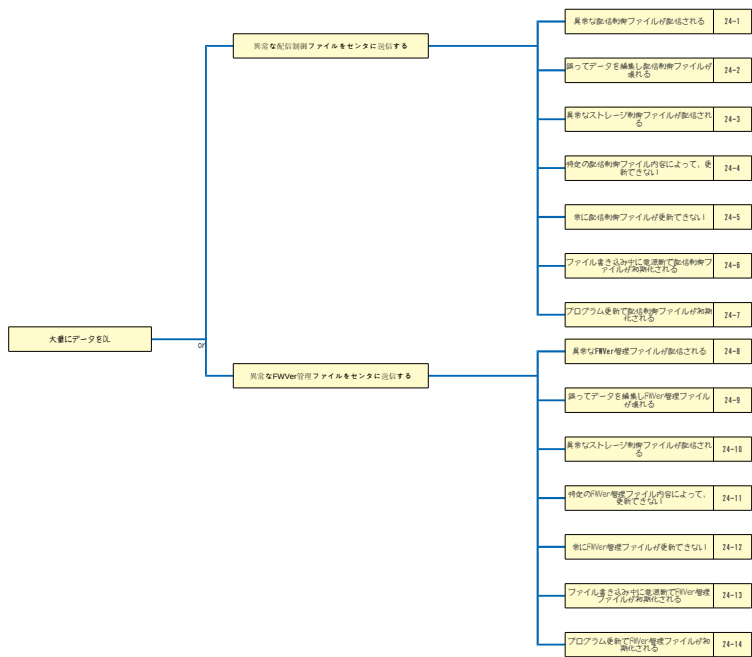 異常な配信制御ファイルが配信される 24-1
異常な配信制御ファイルをセンタに送信する
誤ってデータを編集し配信制御ファイルが
壊れる
24-2
異常なストレージ制御ファイルが配信され
る
24-3
特定の配信制御ファイル内容によって、更
新できない
24-4
常に配信制御ファイルが更新できない 24-5
ファイル書き込み中に電源断で配信制御フ
ァイルが初期化される
24-6
プログラム更新で配信制御ファイルが初期
化される
24-7
大量にデータをDL
or
異常なFWVer管理ファイルが配信される 24-8
異常なFWVer管理ファイルをセンタに送信する
誤ってデータを編集しFWVer管理ファイル
が壊れる
24-9
異常なストレージ制御ファイルが配信され
る
24-10
特定のFWVer管理ファイル内容によって、
更新できない
24-11
常にFWVer管理ファイルが更新できない 24-12
ファイル書き込み中に電源断でFWVer管理
ファイルが初期化される
24-13
プログラム更新でFWVer管理ファイルが初
期化される
24-14